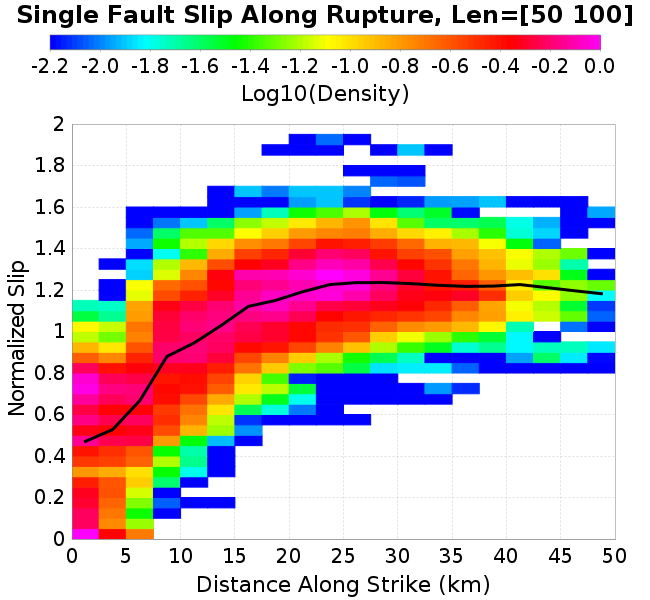 Single Fault Slip Along Rupture, Len=[50 100]
-2.2 -2.0 -1.8 -1.6 -1.4 -1.2 -1.0 -0.8 -0.6 -0.4 -0.2 0.0
Log10(Density)
2
1.8
1.6
1.4
1.2
1
0.8
0.6
0.4
0.2
0
Normalized Slip
0 5 10 15 20 25 30 35 40 45 50
Distance Along Strike (km)